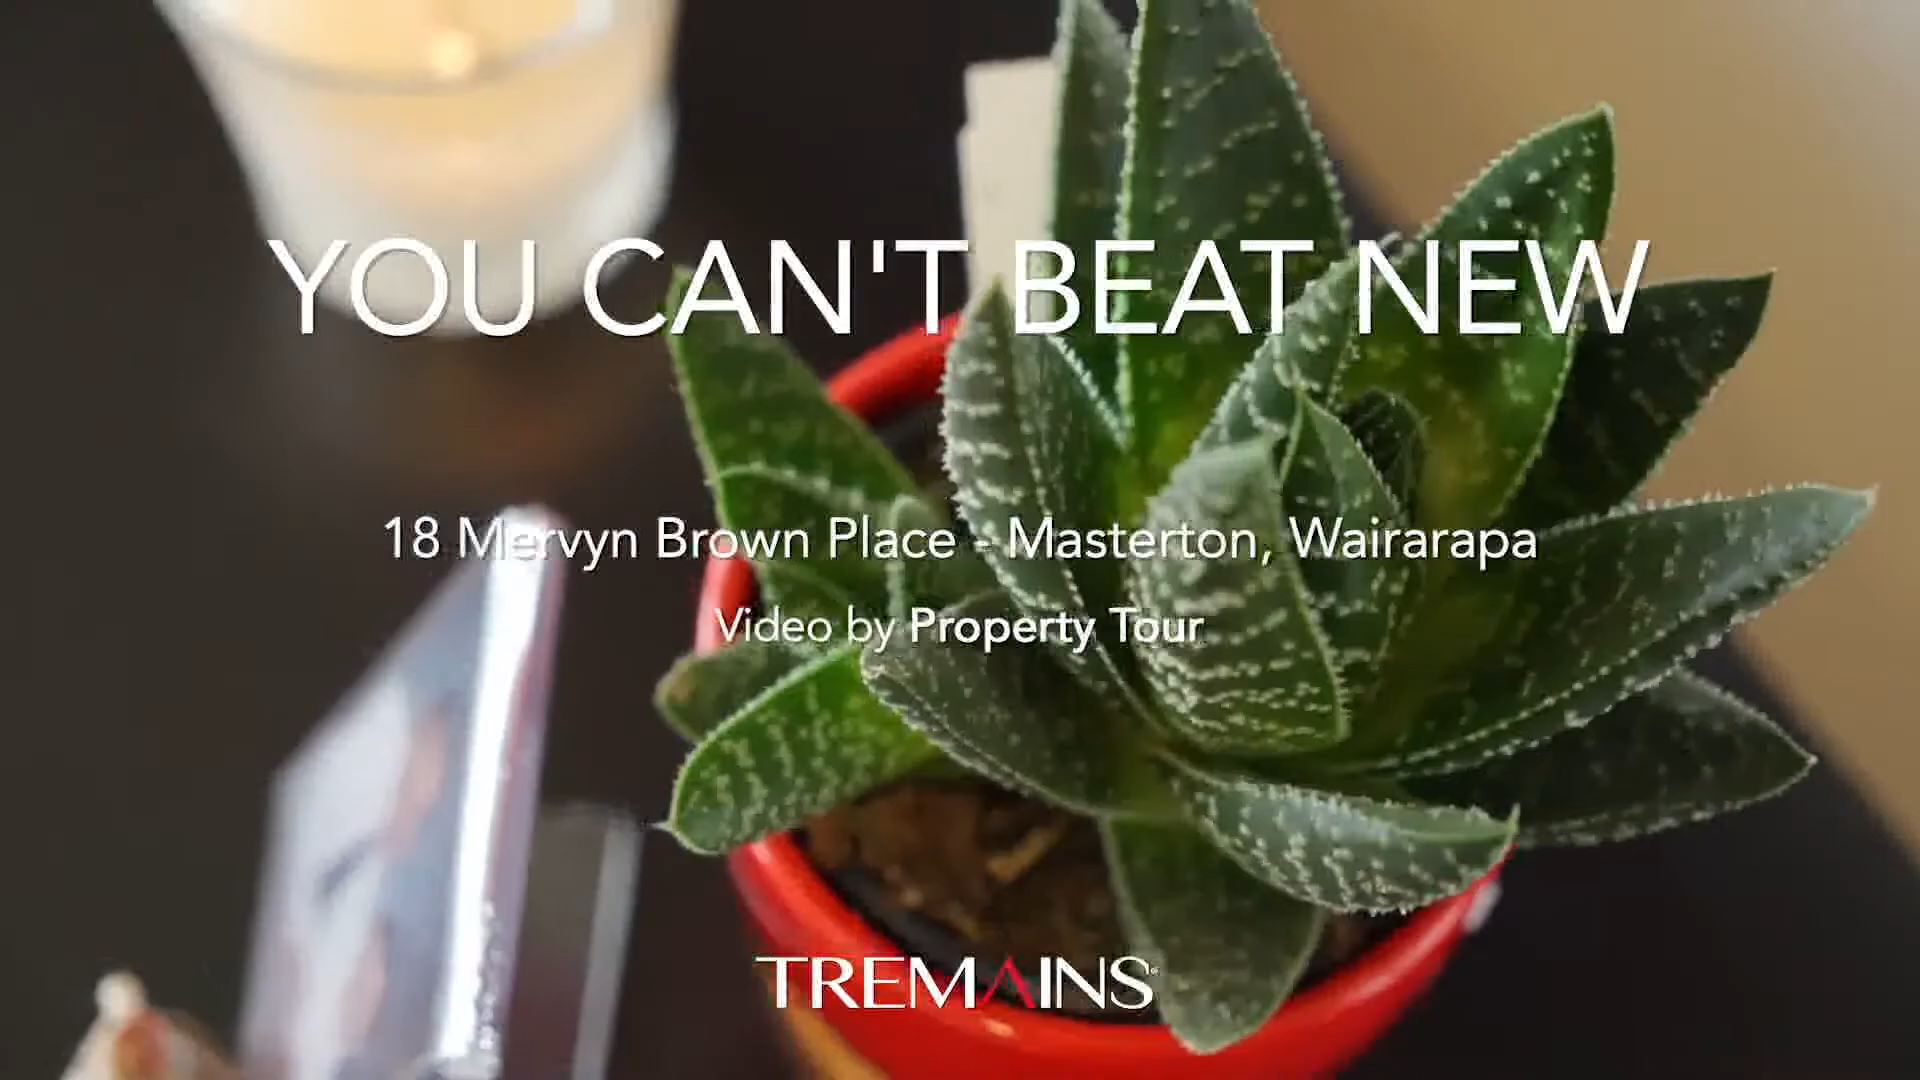 YOU CAN'T BEAT NEW
18 Mervyn Brown Place - Masterton, Wairarapa
Video by Property Tour
TREMAINS